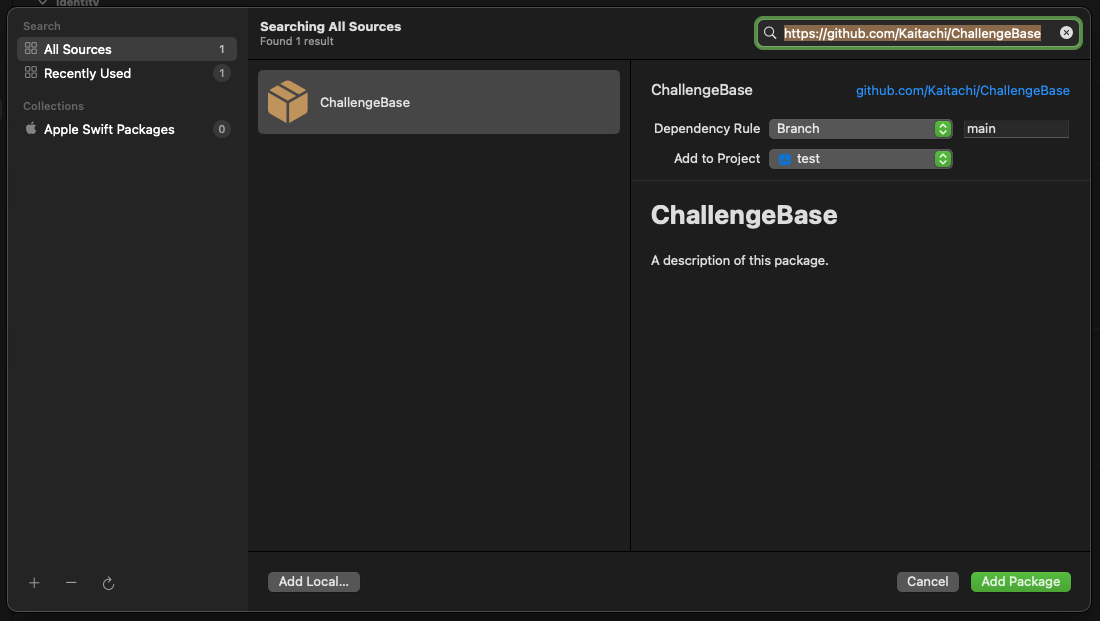 Identity
Search
All Sources 1
Recently Used 1
Collections
Apple Swift Packages 0
Searching All Sources
Found 1 result
https://github.com/Kaitachi/ChallengeBase
ChallengeBase
ChallengeBase github.com/Kaitachi/ChallengeBase
Dependency Rule Branch main
Add to Project test
ChallengeBase
A description of this package.
Add Local...
Cancel
Add Package